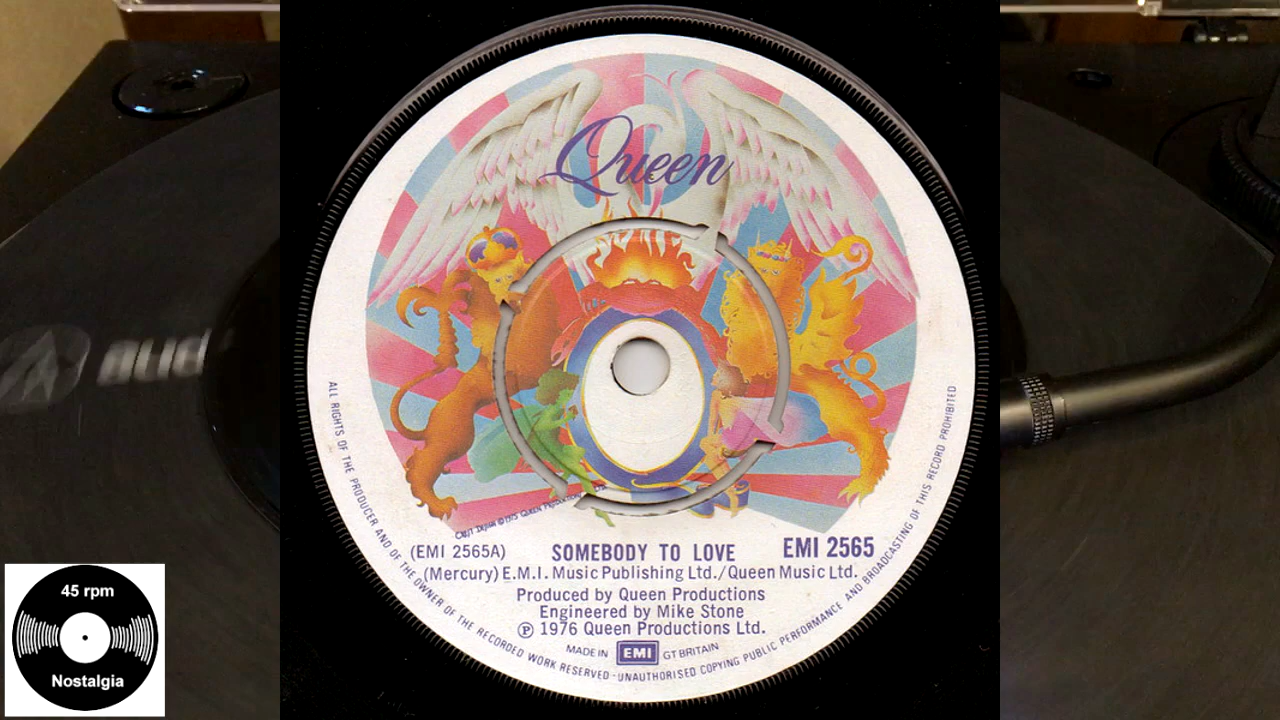 Queen
(EMI 2565A)
SOMEBODY TO LOVE
EMI 2565
(Mercury) E.M.I. Music Publishing Ltd./Queen Music Ltd.
Produced by Queen Productions
Engineered by Mike Stone
Ⓟ 1976 Queen Productions Ltd.
MADE IN EMI GT BRITAIN
ALL RIGHTS OF THE PRODUCER AND OF THE OWNER OF THE RECORDED WORK RESERVED - UNAUTHORISED COPYING PUBLIC PERFORMANCE AND BROADCASTING OF THIS RECORD PROHIBITED
©1975 QUEEN PRODUCTIONS
45 rpm
Nostalgia